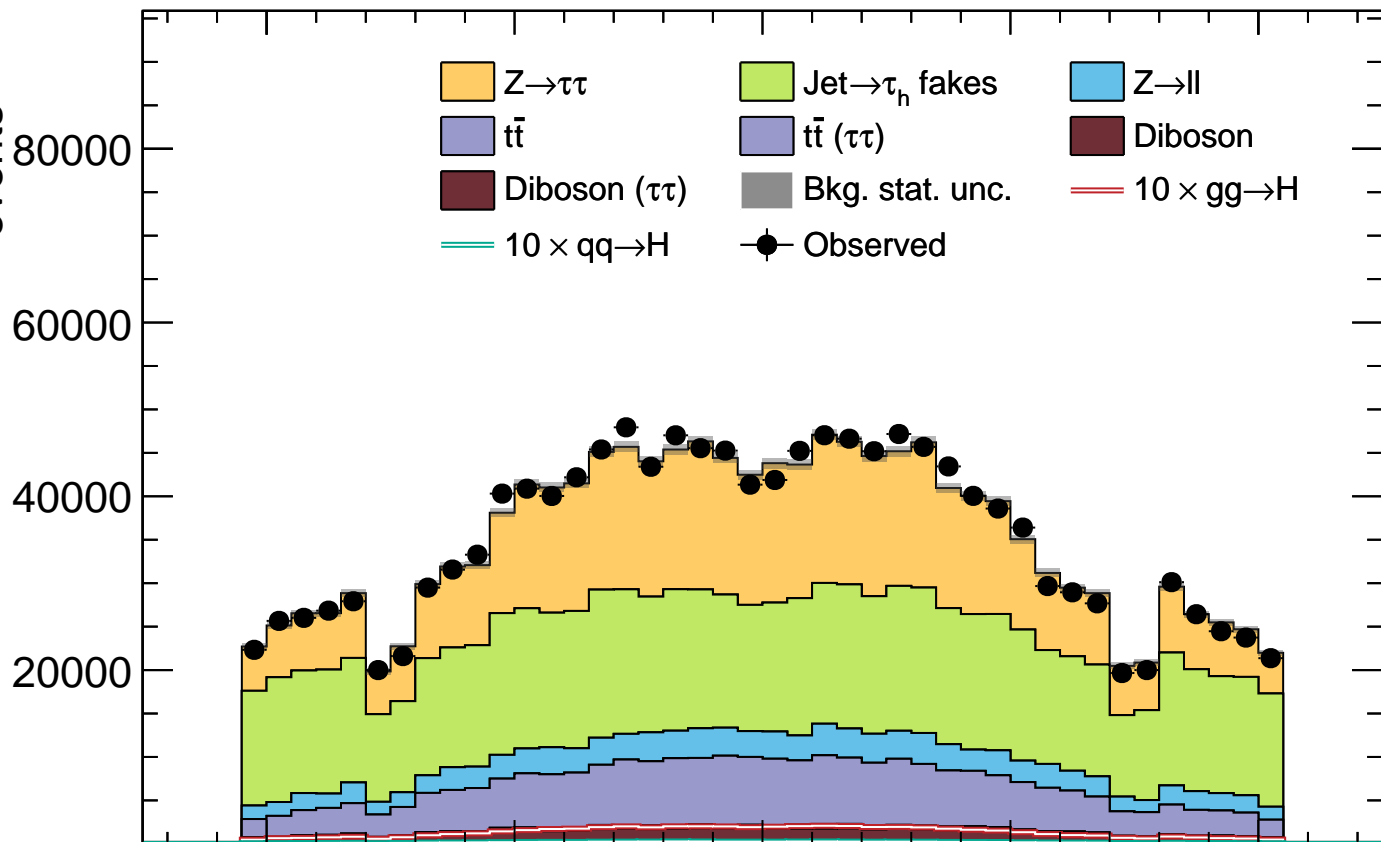 Z→ττ Jet→τh fakes Z→ll
tt̄ tt̄ (ττ) Diboson
Diboson (ττ) Bkg. stat. unc. 10 × gg→H
10 × qq→H Observed
80000
60000
40000
20000